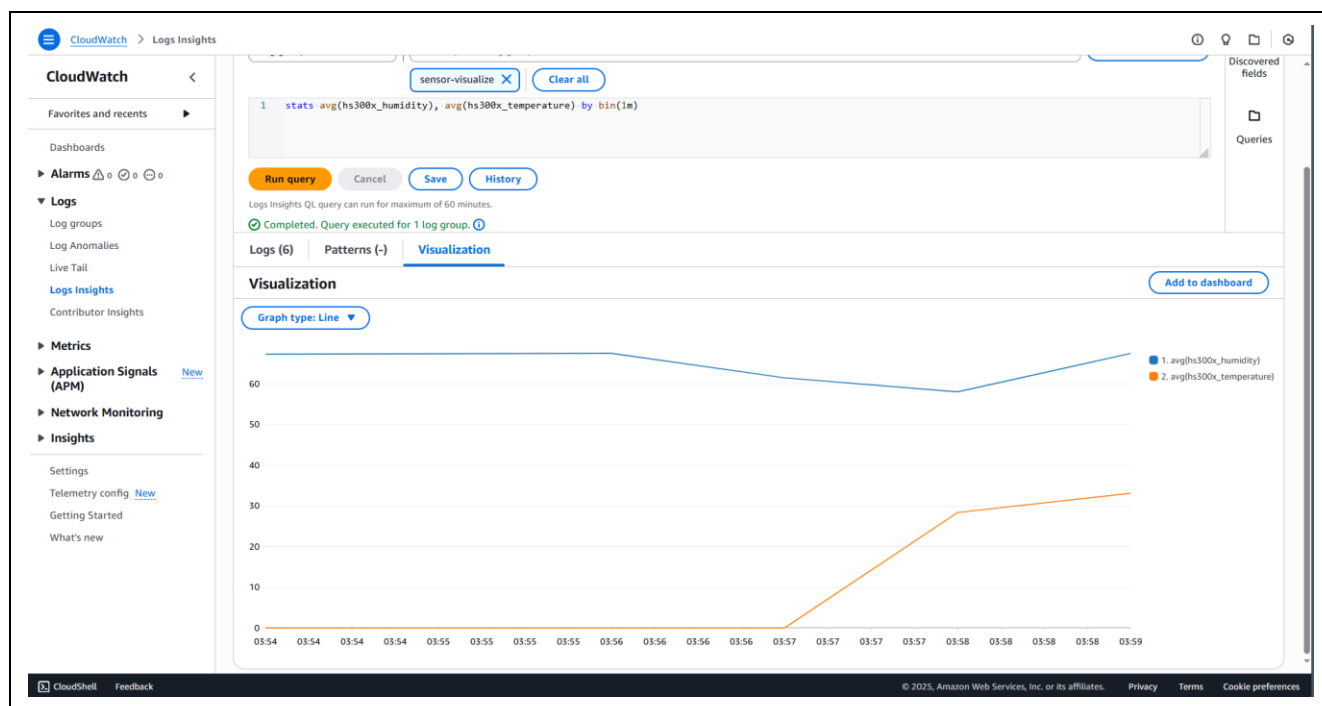 CloudWatch > Logs Insights
CloudWatch
Favorites and recents
Dashboards
Alarms 0 0 0
Logs
Log groups
Log Anomalies
Live Tail
Logs Insights
Contributor Insights
Metrics
Application Signals (APM) New
Network Monitoring
Insights
Settings
Telemetry config New
Getting Started
What's new
sensor-visualize
Clear all
Discovered
fields
Queries
1 stats avg(hs300x_humidity), avg(hs300x_temperature) by bin(1m)
Run query Cancel Save History
Logs Insights QL query can run for maximum of 60 minutes.
Completed. Query executed for 1 log group.
Logs (6) Patterns (-) Visualization
Visualization
Add to dashboard
Graph type: Line
1. avg(hs300x_humidity)
2. avg(hs300x_temperature)
60
50
40
30
20
10
0
03:54 03:54 03:54 03:54 03:55 03:55 03:55 03:55 03:56 03:56 03:56 03:56 03:57 03:57 03:57 03:57 03:58 03:58 03:58 03:58 03:59
CloudShell Feedback © 2025, Amazon Web Services, Inc. or its affiliates. Privacy Terms Cookie preferences